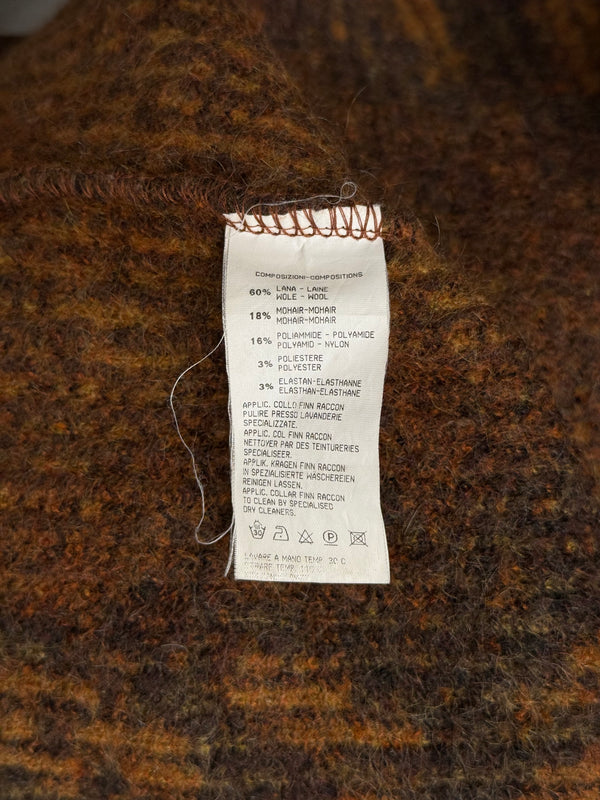 COMPOSIZIONI-COMPOSITIONS
60% LANA - LAINE
WOLE - WOOL
18% MOHAIR-MOHAIR
MOHAIR-MOHAIR
16% POLIAMMIDE - POLYAMIDE
POLYAMID - NYLON
3% POLIESTERE
POLYESTER
3% ELASTAN-ELASTHANNE
ELASTHAN-ELASTHANE
APPLIC. COLLO FINN RACCON
PULIRE PRESSO LAVANDERIE
SPECIALIZZATE.
APPLIC. COL FINN RACCON
NETTOYER PAR DES TEINTURERIES
SPECIALISEER.
APPLIK. KRAGEN FINN RACCON
IN SPEZIALISIERTE WASCHEREIEN
REINIGEN LASSEN.
APPLIC. COLLAR FINN RACCON
TO CLEAN BY SPECIALISED
DRY CLEANERS.
30 P
LAVARE A MANO TEMP. 30 C
TEMP.